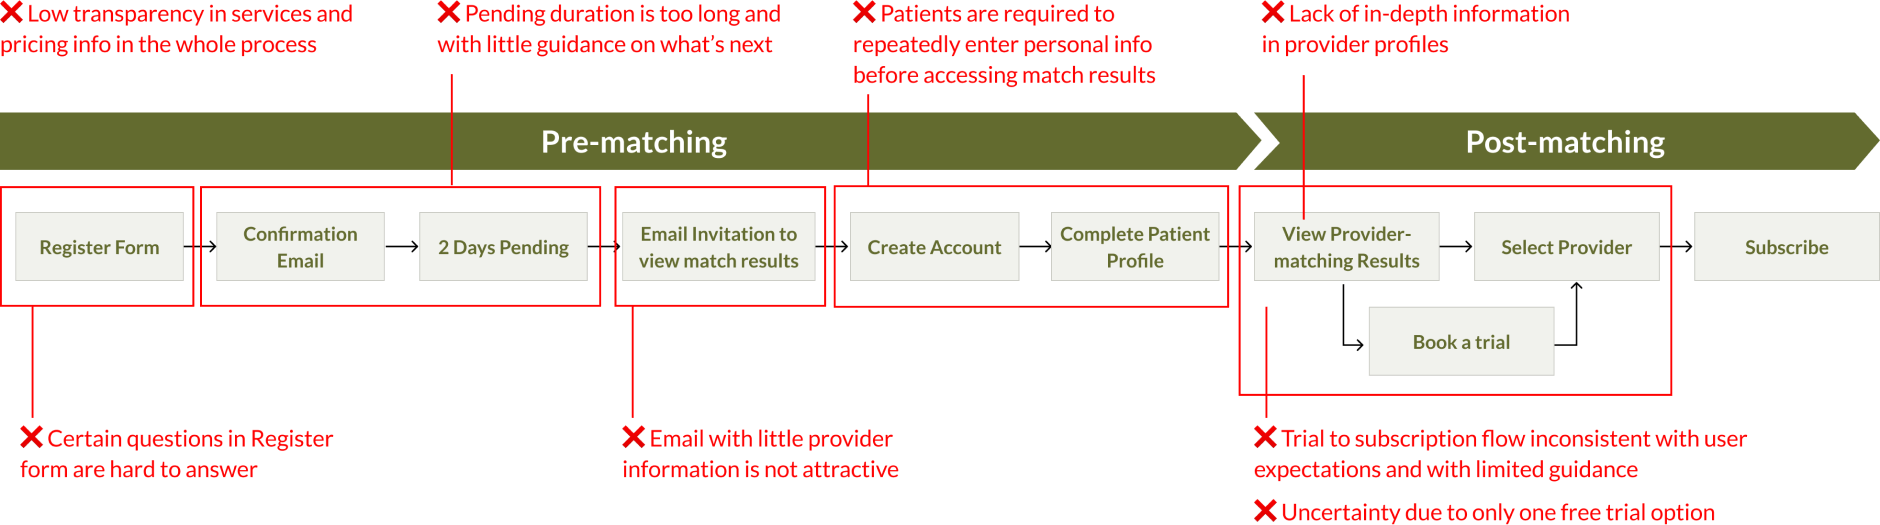 ❌ Low transparency in services and
pricing info in the whole process
❌ Pending duration is too long and
with little guidance on what’s next
❌ Patients are required to
repeatedly enter personal info
before accessing match results
❌ Lack of in-depth information
in provider profiles
Pre-matching
Post-matching
Register Form
Confirmation
Email
2 Days Pending
Email Invitation to
view match results
Create Account
Complete Patient
Profile
View Provider-
matching Results
Select Provider
Subscribe
Book a trial
❌ Certain questions in Register
form are hard to answer
❌ Email with little provider
information is not attractive
❌ Trial to subscription flow inconsistent with user
expectations and with limited guidance
❌ Uncertainty due to only one free trial option